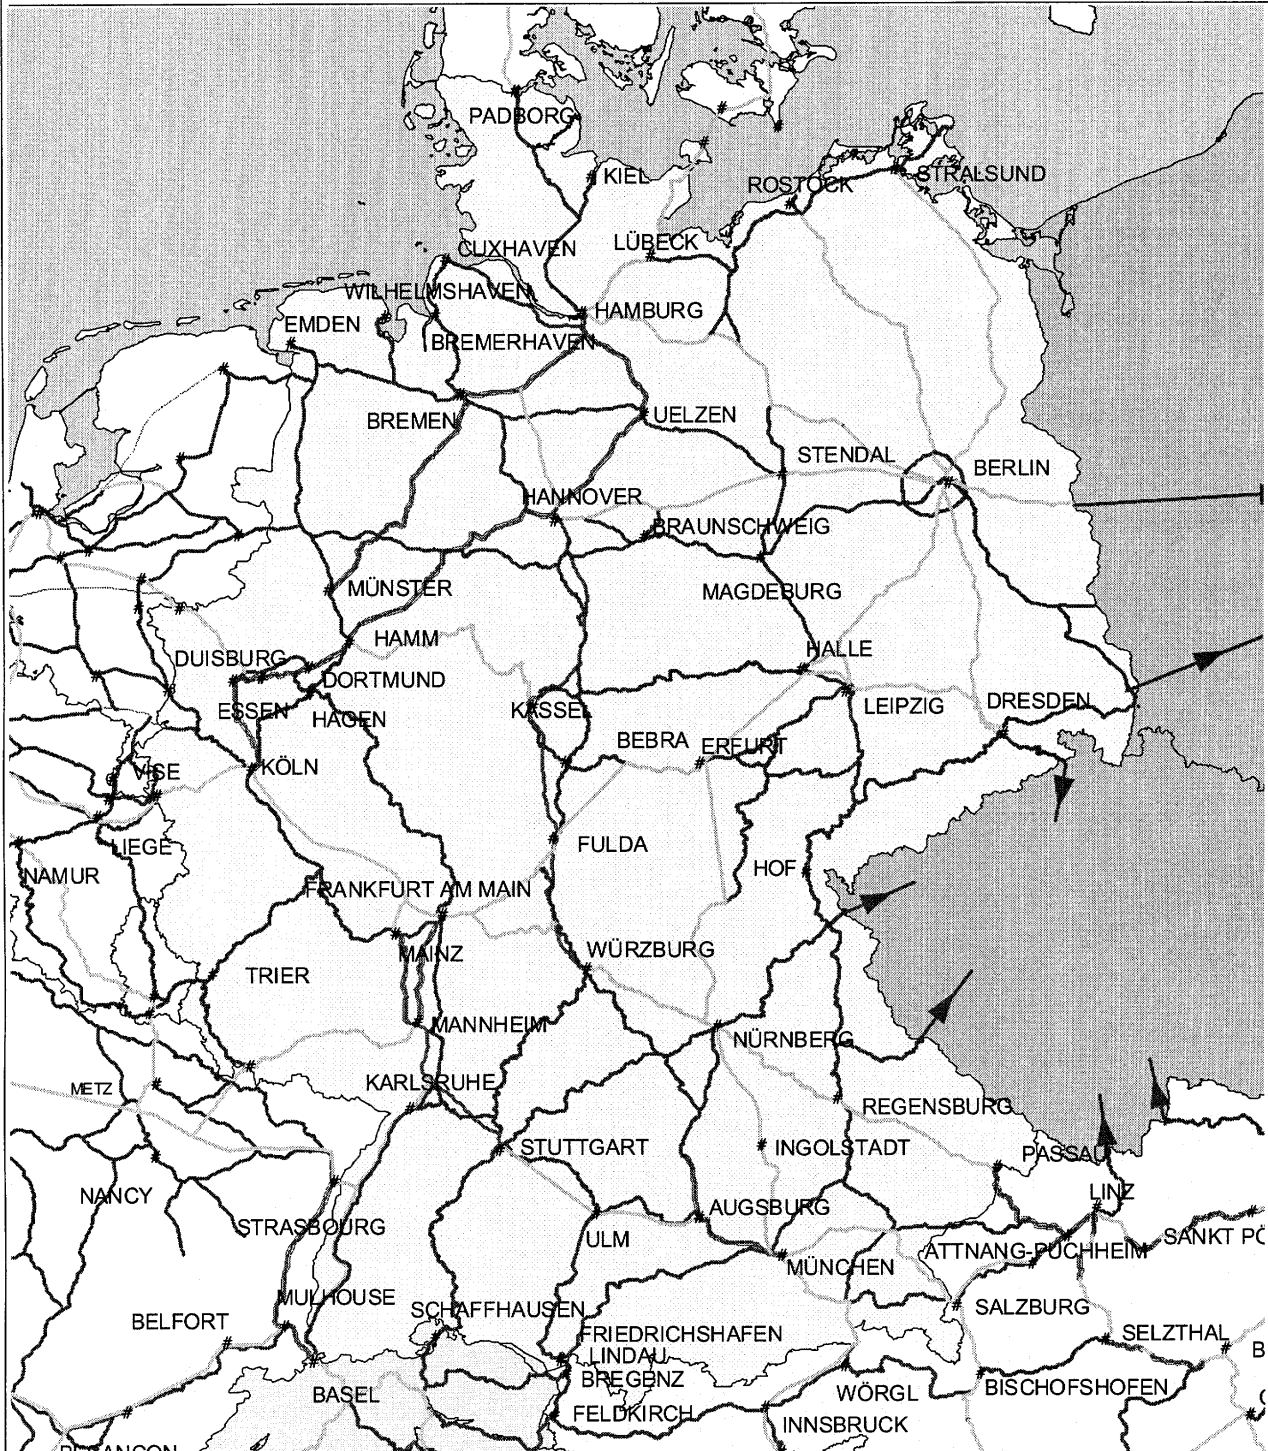 PADBORG
KIEL
STRALSUND
ROSTOCK
LÜBECK
CUXHAVEN
WILHELMSHAVEN
HAMBURG
EMDEN
BREMERHAVEN
BREMEN
UELZEN
STENDAL
BERLIN
HANNOVER
BRAUNSCHWEIG
MÜNSTER
MAGDEBURG
HAMM
HALLE
DUISBURG
DORTMUND
ESSEN
HAGEN
KASSEL
LEIPZIG
DRESDEN
BEBRA
ERFURT
VISE
KÖLN
LIEGE
FULDA
NAMUR
HOF
FRANKFURT AM MAIN
MAINZ
WÜRZBURG
TRIER
MANNHEIM
NÜRNBERG
METZ
KARLSRUHE
REGENSBURG
STUTTGART
INGOLSTADT
PASSAU
NANCY
LINZ
STRASBOURG
AUGSBURG
ULM
ATTNANG-PUCHHEIM
SANKT PÖ
MÜNCHEN
MULHOUSE
SCHAFFHAUSEN
SALZBURG
BELFORT
FRIEDRICHSHAFEN
SELZTHAL
LINDAU
B
BREGENZ
BASEL
WÖRGL
BISCHOFSHOFEN
FELDKIRCH
INNSBRUCK
BESANCON